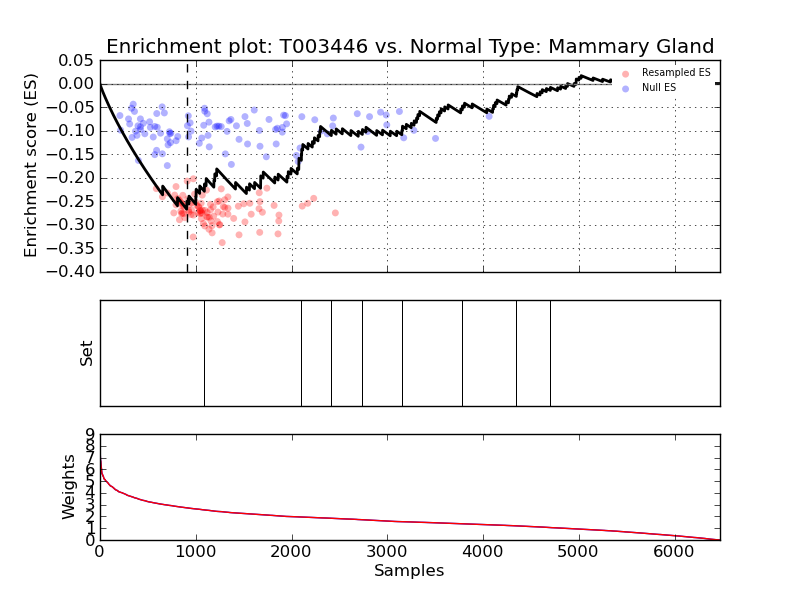 Enrichment plot: T003446 vs. Normal Type: Mammary Gland
Enrichment score (ES)
0.05
0.00
−0.05
−0.10
−0.15
−0.20
−0.25
−0.30
−0.35
−0.40
Resampled ES
Null ES
Set
Weights
9
8
7
6
5
4
3
2
1
0
0 1000 2000 3000 4000 5000 6000
Samples